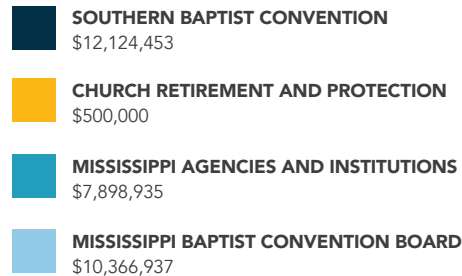 SOUTHERN BAPTIST CONVENTION
$12,124,453
CHURCH RETIREMENT AND PROTECTION
$500,000
MISSISSIPPI AGENCIES AND INSTITUTIONS
$7,898,935
MISSISSIPPI BAPTIST CONVENTION BOARD
$10,366,937